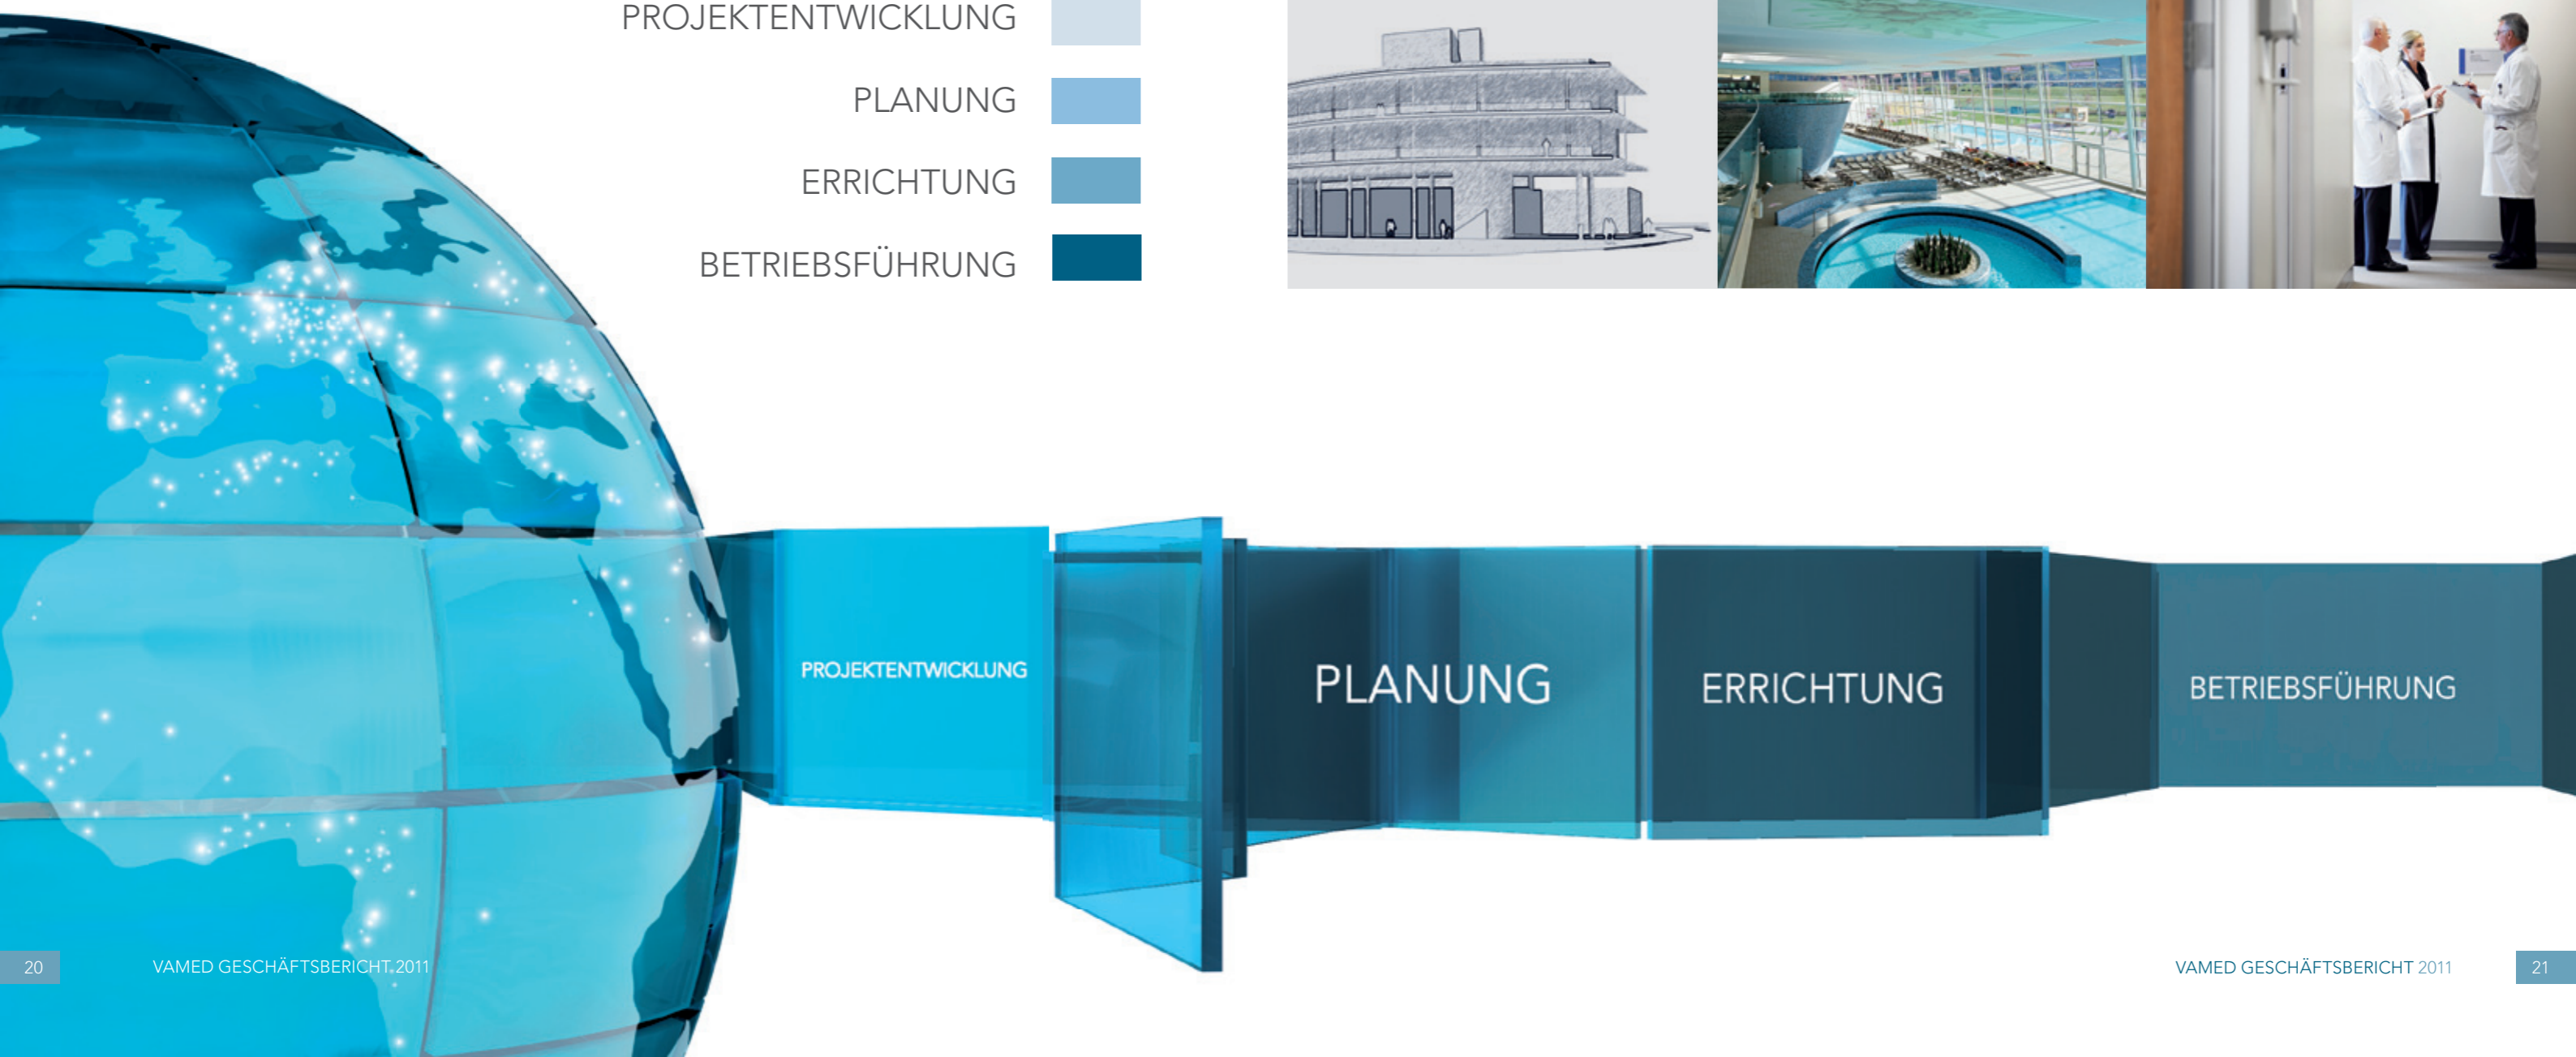 PROJEKTENTWICKLUNG
PLANUNG
ERRICHTUNG
BETRIEBSFÜHRUNG
PROJEKTENTWICKLUNG
PLANUNG
ERRICHTUNG
BETRIEBSFÜHRUNG
20
VAMED GESCHÄFTSBERICHT 2011
VAMED GESCHÄFTSBERICHT 2011
21